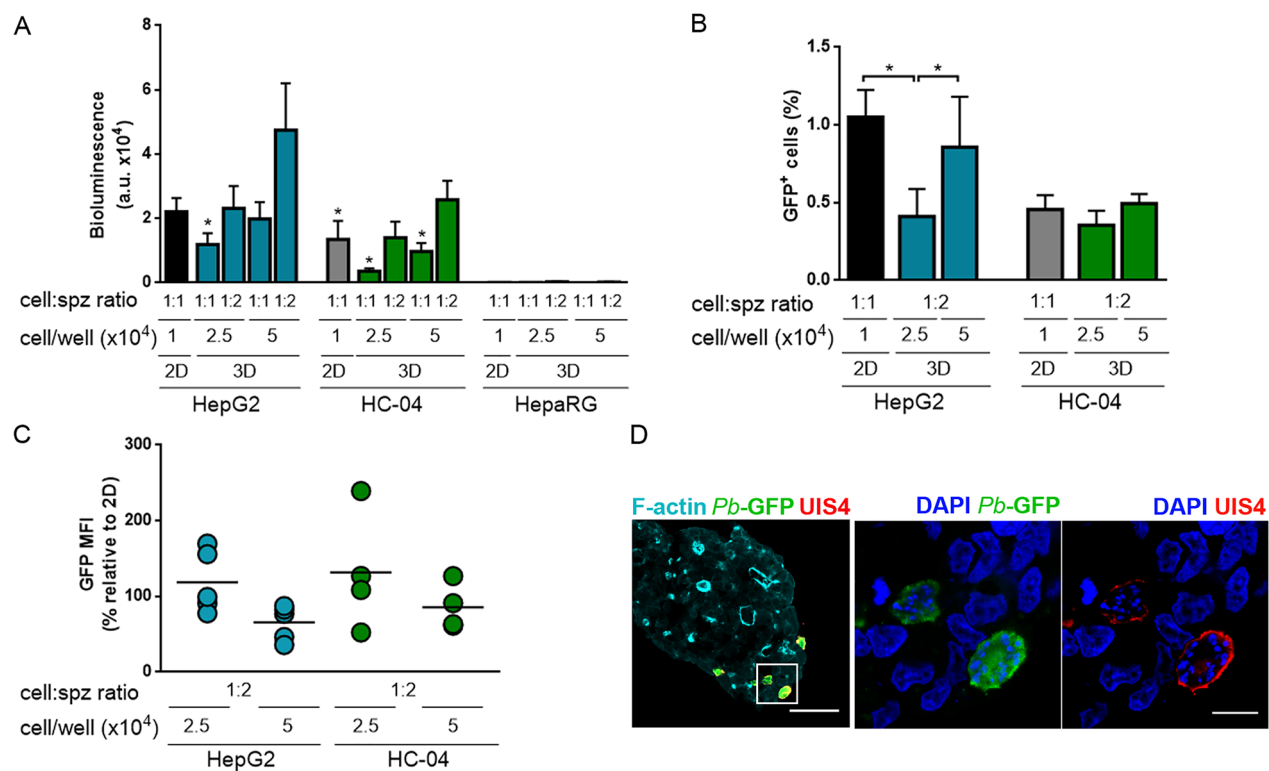 A
Bioluminescence
(a.u. x10⁴)
8
6
4
2
0
* * * *
cell:spz ratio 1:1 1:1 1:2 1:1 1:2 1:1 1:1 1:2 1:1 1:2 1:1 1:1 1:2 1:1 1:2
cell/well (x10⁴) 1 2.5 5 1 2.5 5 1 2.5 5
2D 3D 2D 3D 2D 3D
HepG2 HC-04 HepaRG
B
GFP⁺ cells (%)
1.5
1.0
0.5
0.0
* *
cell:spz ratio 1:1 1:2 1:1 1:2
cell/well (x10⁴) 1 2.5 5 1 2.5 5
2D 3D 2D 3D
HepG2 HC-04
C
GFP MFI
(% relative to 2D)
300
200
100
0
cell:spz ratio 1:2 1:2
cell/well (x10⁴) 2.5 5 2.5 5
HepG2 HC-04
D
F-actin Pb-GFP UIS4
DAPI Pb-GFP
DAPI UIS4